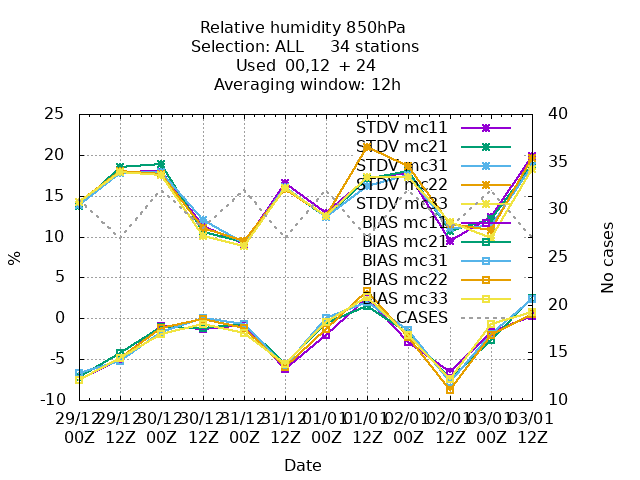 Relative humidity 850hPa
Selection: ALL 34 stations
Used 00,12 + 24
Averaging window: 12h
25
20
15
10
5
0
-5
-10
40
35
30
25
20
15
10
%
No cases
STDV mc11
STDV mc21
STDV mc31
STDV mc22
STDV mc33
BIAS mc11
BIAS mc21
BIAS mc31
BIAS mc22
BIAS mc33
CASES
29/12 29/12 30/12 30/12 31/12 31/12 01/01 01/01 02/01 02/01 03/01 03/01
00Z 12Z 00Z 12Z 00Z 12Z 00Z 12Z 00Z 12Z 00Z 12Z
Date